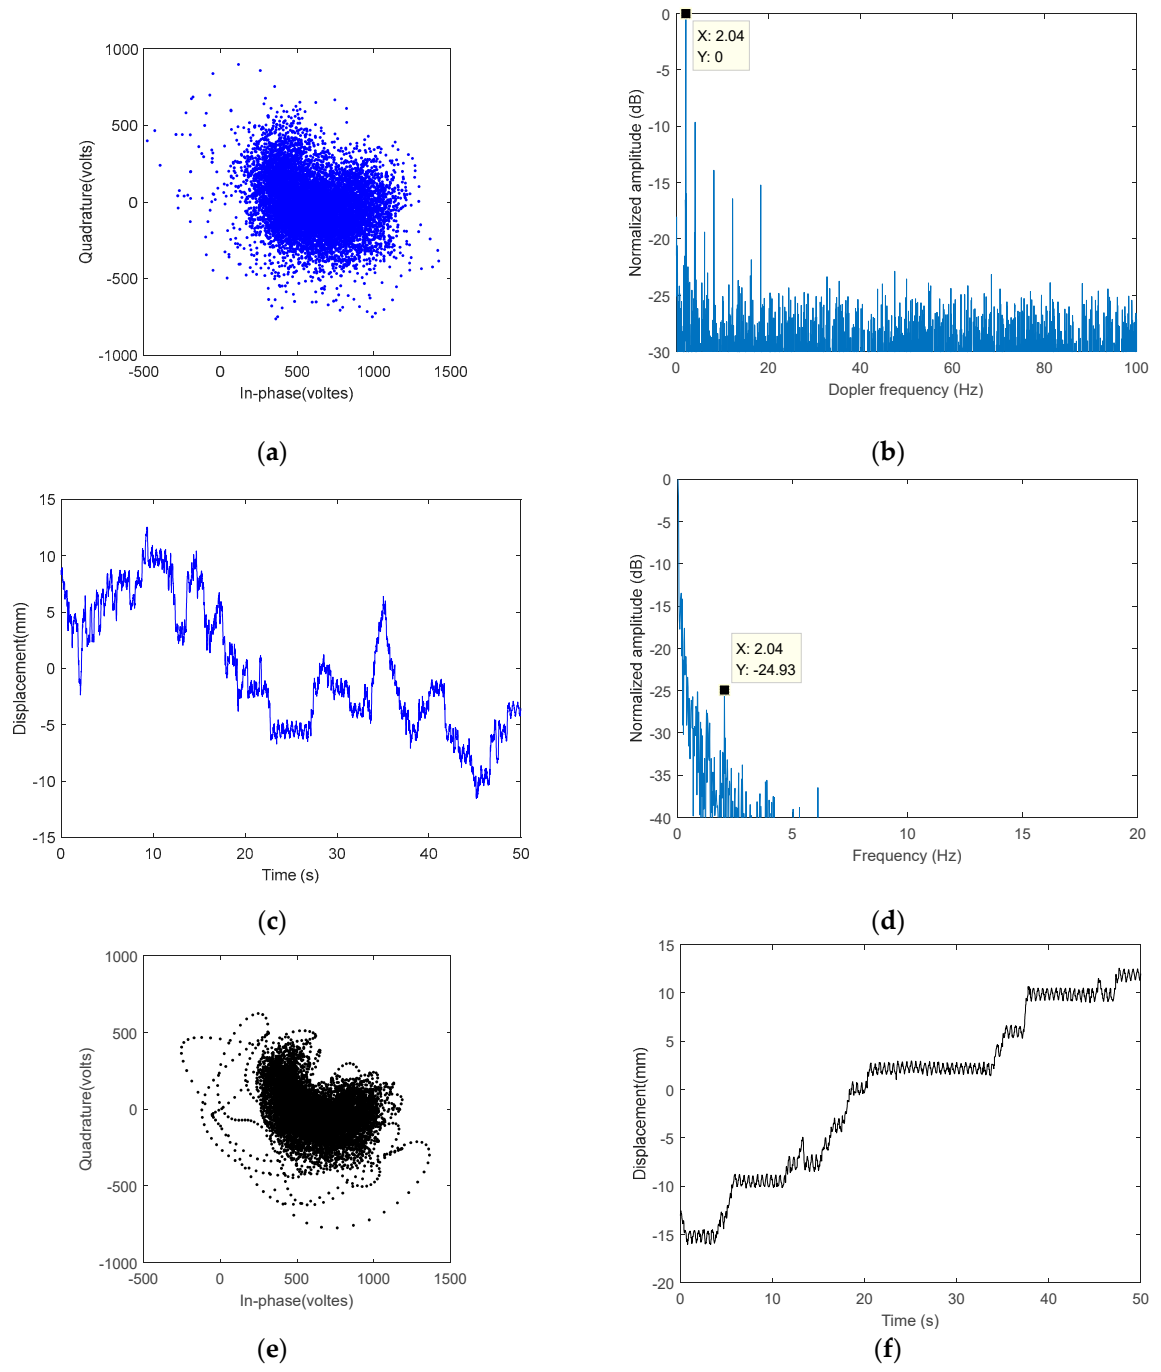 1000
500
0
-500
-1000
Quadrature(volts)
-500 0 500 1000 1500
In-phase(voltes)
(a)
0
-5
-10
-15
-20
-25
-30
Normalized amplitude (dB)
X: 2.04
Y: 0
0 20 40 60 80 100
Dopler frequency (Hz)
(b)
15
10
5
0
-5
-10
-15
Displacement(mm)
0 10 20 30 40 50
Time (s)
(c)
0
-5
-10
-15
-20
-25
-30
-35
-40
Normalized amplitude (dB)
X: 2.04
Y: -24.93
0 5 10 15 20
Frequency (Hz)
(d)
1000
500
0
-500
-1000
Quadrature(volts)
-500 0 500 1000 1500
In-phase(voltes)
(e)
15
10
5
0
-5
-10
-15
-20
Displacement(mm)
0 10 20 30 40 50
Time (s)
(f)